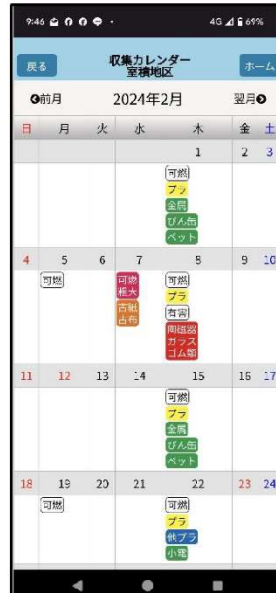 9:46
4G 69%
戻る
収集カレンダー
室積地区
ホーム
前月
2024年2月
翌月
日 月 火 水 木 金 土
1 2 3
可燃
プラ
金属
びん缶
ペット
4 5 6 7 8 9 10
可燃
可燃
粗大
古紙
古布
可燃
プラ
有害
陶磁器
ガラス
ゴム類
11 12 13 14 15 16 17
可燃
プラ
金属
びん缶
ペット
18 19 20 21 22 23 24
可燃
可燃
プラ
他プラ
小電